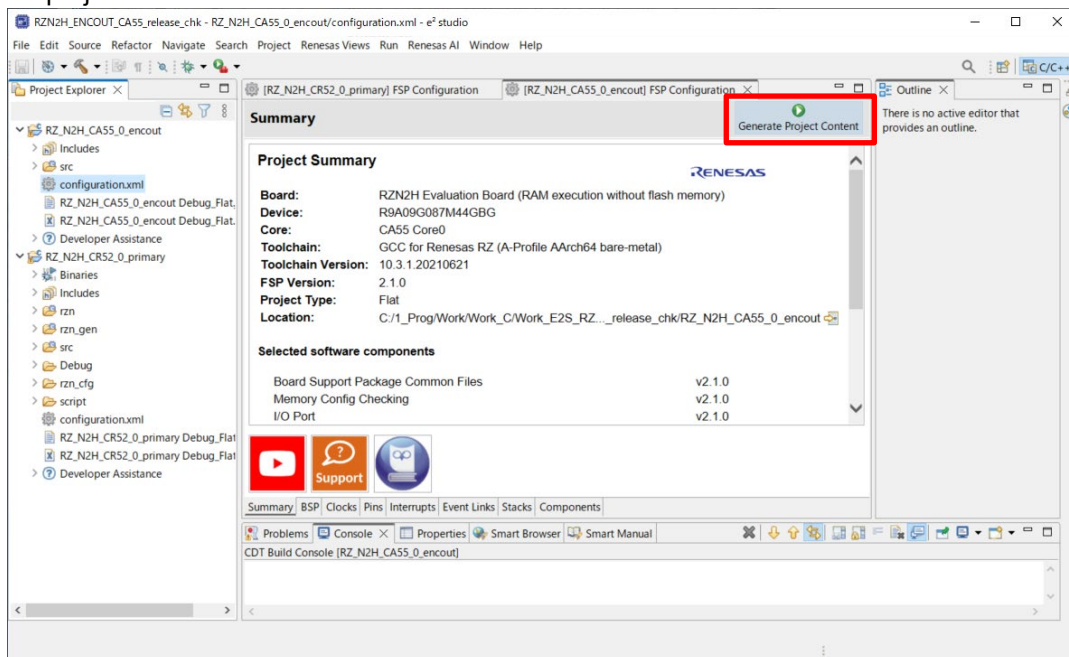 RZN2H_ENCOUT_CA55_release_chk - RZ_N2H_CA55_0_encout/configuration.xml - e² studio
File Edit Source Refactor Navigate Search Project Renesas Views Run Renesas AI Window Help
C/C++
Project Explorer
[RZ_N2H_CR52_0_primary] FSP Configuration
[RZ_N2H_CA55_0_encout] FSP Configuration
Outline
RZ_N2H_CA55_0_encout
Includes
src
configuration.xml
RZ_N2H_CA55_0_encout Debug_Flat.
RZ_N2H_CA55_0_encout Debug_Flat.
Developer Assistance
RZ_N2H_CR52_0_primary
Binaries
Includes
rzn
rzn_gen
src
Debug
rzn_cfg
script
configuration.xml
RZ_N2H_CR52_0_primary Debug_Flat
RZ_N2H_CR52_0_primary Debug_Flat
Developer Assistance
Summary
Generate Project Content
Project Summary
RENESAS
Board: RZN2H Evaluation Board (RAM execution without flash memory)
Device: R9A09G087M44GBG
Core: CA55 Core0
Toolchain: GCC for Renesas RZ (A-Profile AArch64 bare-metal)
Toolchain Version: 10.3.1.20210621
FSP Version: 2.1.0
Project Type: Flat
Location: C:/1_Prog/Work/Work_C/Work_E2S_RZ..._release_chk/RZ_N2H_CA55_0_encout
Selected software components
Board Support Package Common Files v2.1.0
Memory Config Checking v2.1.0
I/O Port v2.1.0
Support
Summary BSP Clocks Pins Interrupts Event Links Stacks Components
There is no active editor that
provides an outline.
Problems Console Properties Smart Browser Smart Manual
CDT Build Console [RZ_N2H_CA55_0_encout]